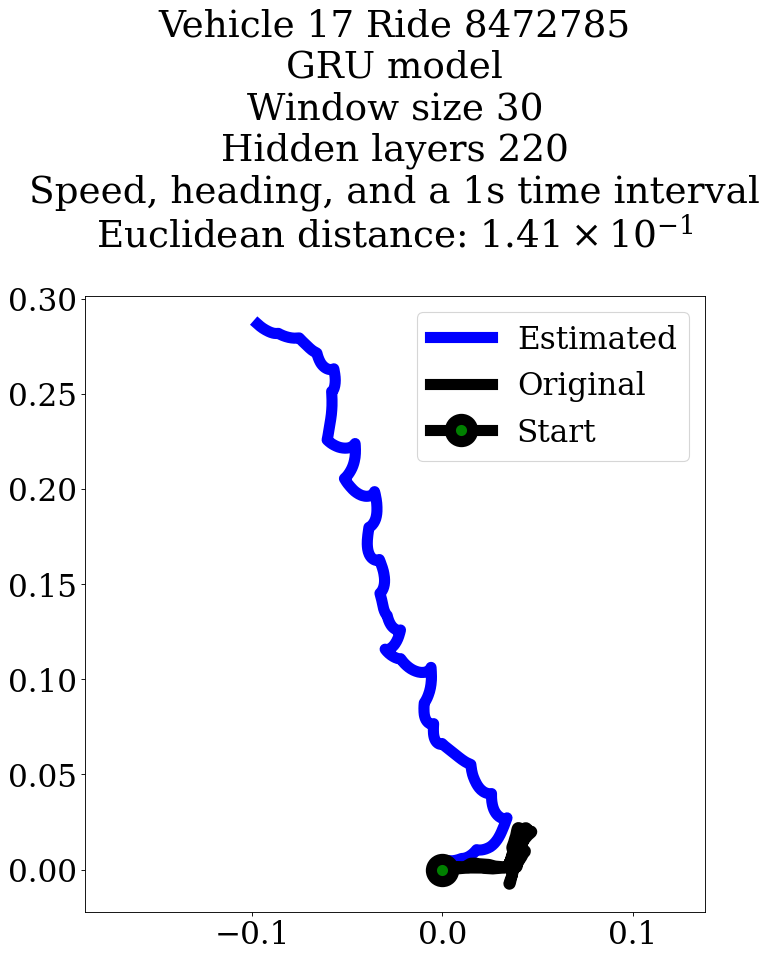 Vehicle 17 Ride 8472785
GRU model
Window size 30
Hidden layers 220
Speed, heading, and a 1s time interval
Euclidean distance: 1.41 × 10⁻¹
0.30
0.25
0.20
0.15
0.10
0.05
0.00
−0.1
0.0
0.1
Estimated
Original
Start